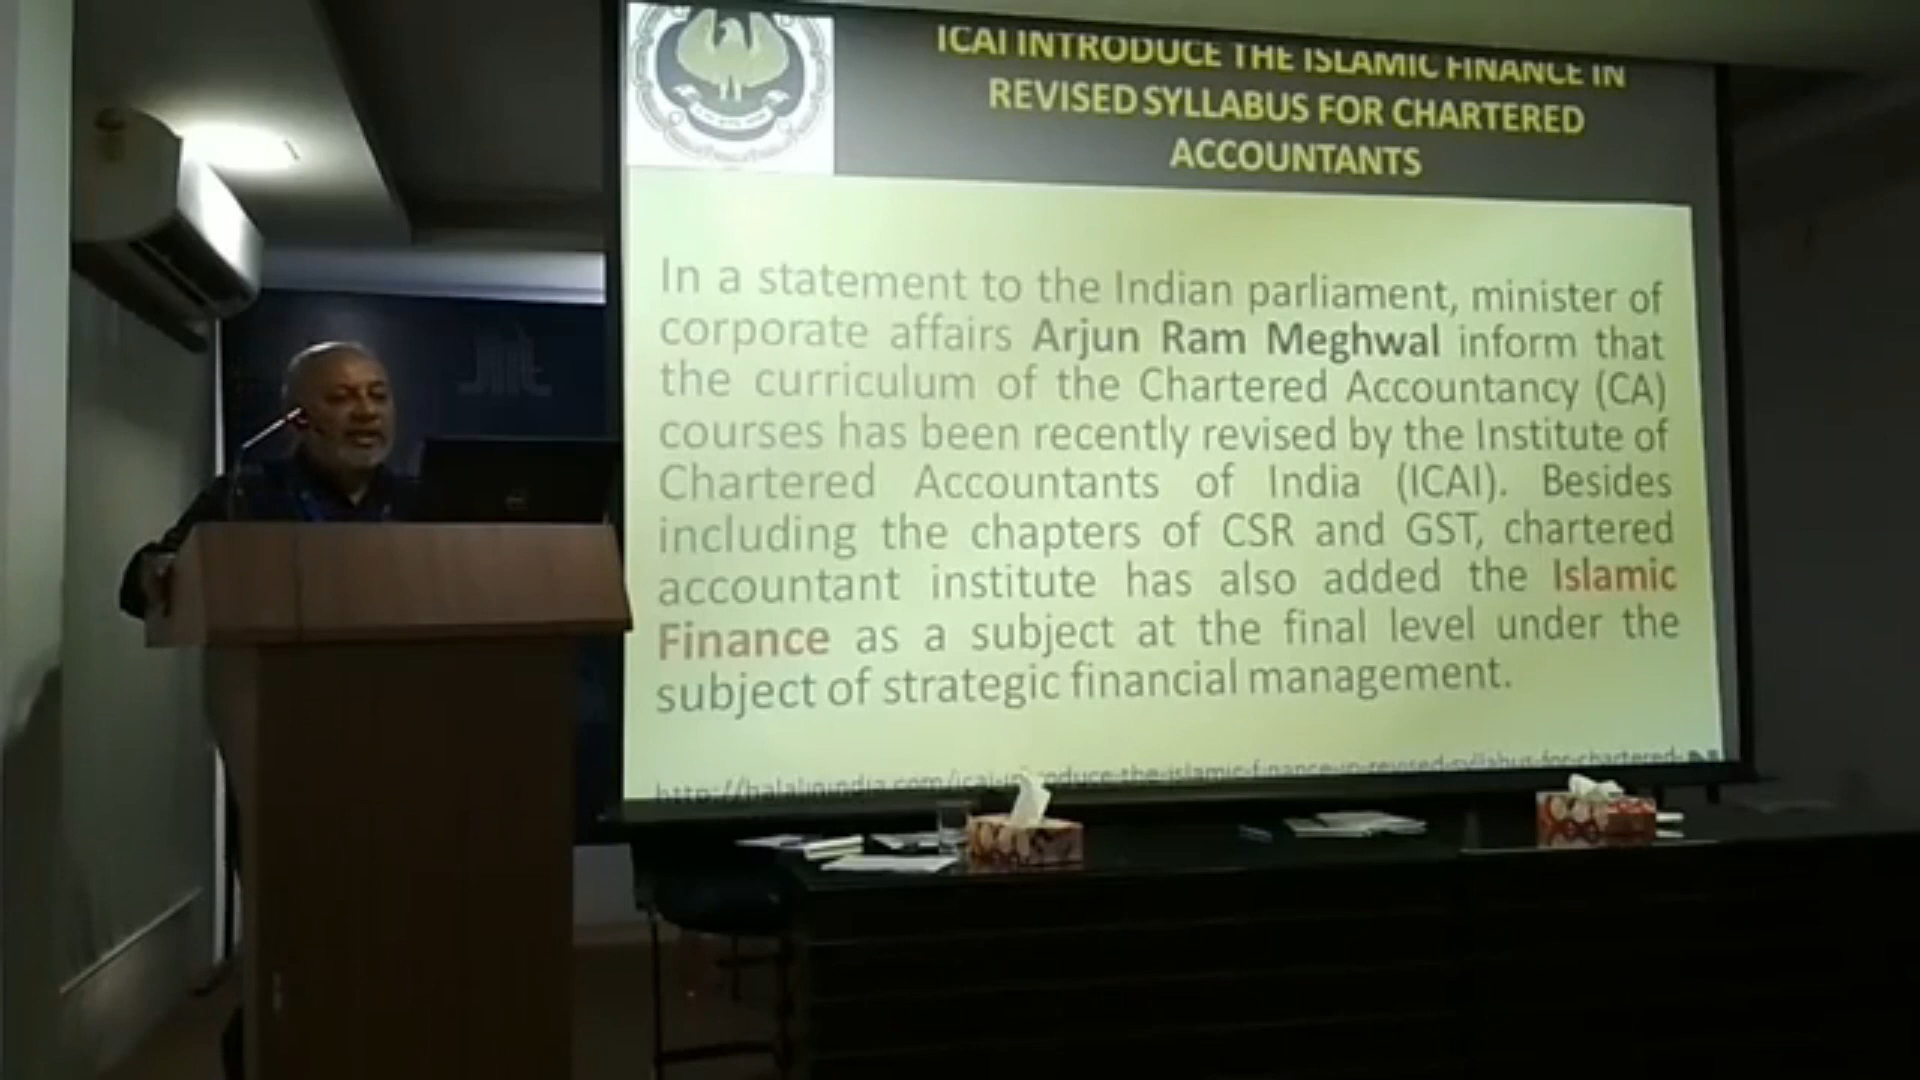 ICAI INTRODUCE THE ISLAMIC FINANCE IN
REVISED SYLLABUS FOR CHARTERED
ACCOUNTANTS
In a statement to the Indian parliament, minister of
corporate affairs Arjun Ram Meghwal inform that
the curriculum of the Chartered Accountancy (CA)
courses has been recently revised by the Institute of
Chartered Accountants of India (ICAI). Besides
including the chapters of CSR and GST, chartered
accountant institute has also added the Islamic
Finance as a subject at the final level under the
subject of strategic financial management.